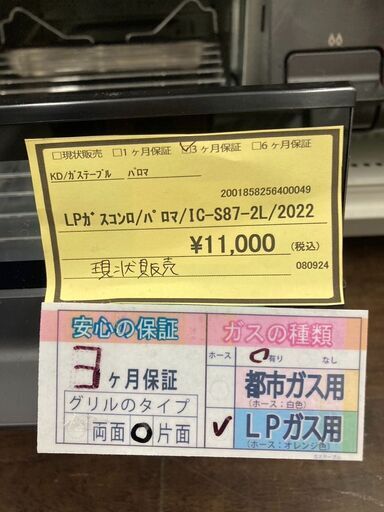 □現状販売 □1ヶ月保証 ☑3ヶ月保証 □6ヶ月保証
KD/ガステーブル パロマ
2001858256400049
LPガスコンロ/パロマ/IC-S87-2L/2022
¥11,000 (税込)
現状販売
080924
安心の保証
3ヶ月保証
グリルのタイプ
両面 片面
ガスの種類
ホース 有り なし
都市ガス用
(ホース:白色)
✓ LPガス用
(ホース:オレンジ色)